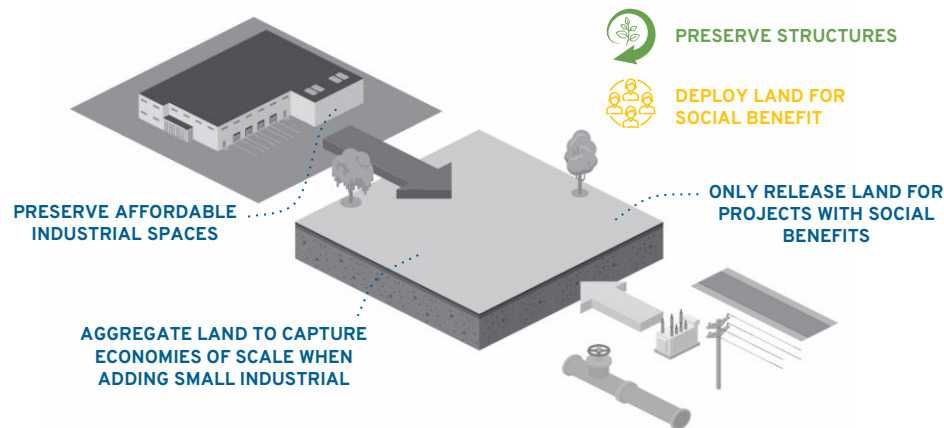 PRESERVE STRUCTURES
DEPLOY LAND FOR
SOCIAL BENEFIT
PRESERVE AFFORDABLE
INDUSTRIAL SPACES
ONLY RELEASE LAND FOR
PROJECTS WITH SOCIAL
BENEFITS
AGGREGATE LAND TO CAPTURE
ECONOMIES OF SCALE WHEN
ADDING SMALL INDUSTRIAL